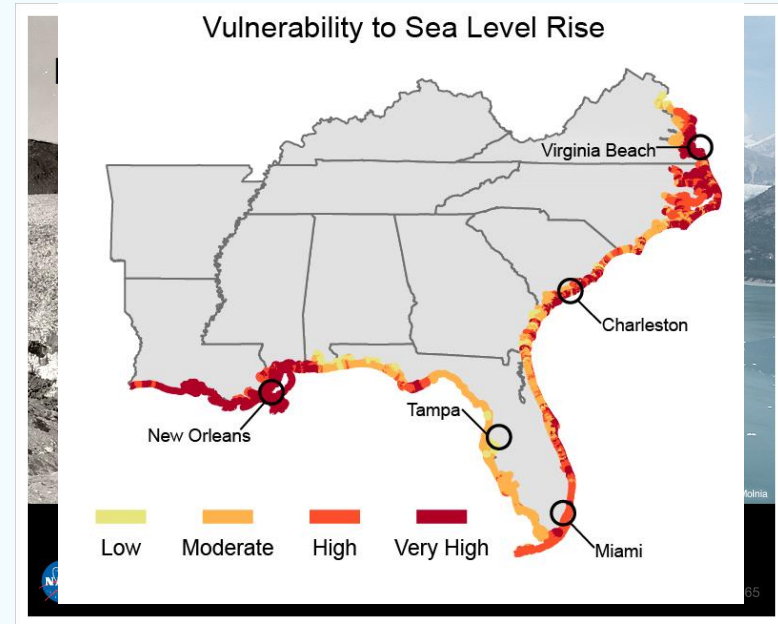 Vulnerability to Sea Level Rise
Virginia Beach
Charleston
Tampa
New Orleans
Miami
Low
Moderate
High
Very High
Molnia
65